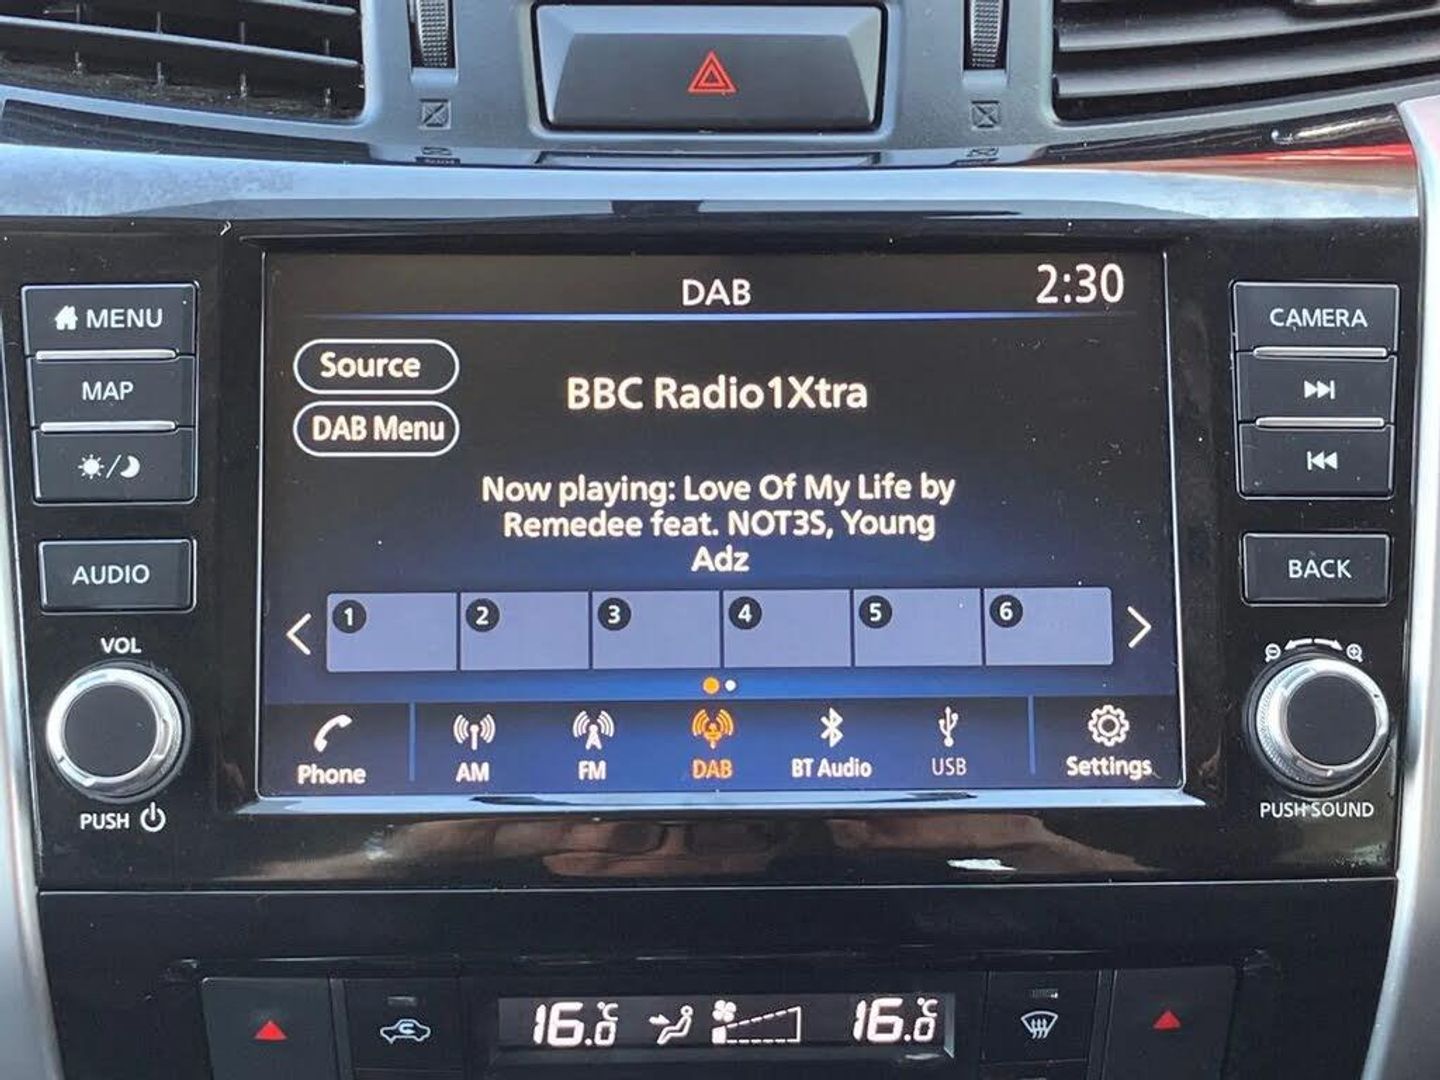 DAB
2:30
MENU
CAMERA
Source
MAP
BBC Radio1Xtra
DAB Menu
Now playing: Love Of My Life by
Remedee feat. NOT3S, Young
Adz
AUDIO
BACK
1 2 3 4 5 6
VOL
Phone AM FM DAB BT Audio USB Settings
PUSH
PUSH SOUND
16.0°C 16.0°C